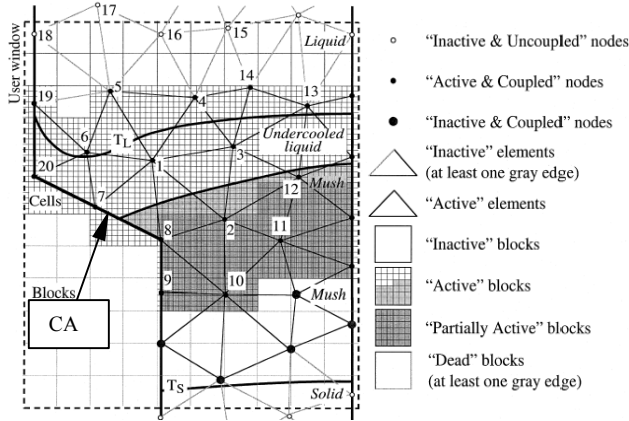 17
18
16
15
Liquid
User window
5
14
13
19
4
T_L
Undercooled
liquid
6
3
20
1
12
Mush
Cells
7
8
2
11
9
10
Blocks
Mush
CA
T_S
Solid
“Inactive & Uncoupled” nodes
“Active & Coupled” nodes
“Inactive & Coupled” nodes
“Inactive” elements
(at least one gray edge)
“Active” elements
“Inactive” blocks
“Active” blocks
“Partially Active” blocks
“Dead” blocks
(at least one gray edge)